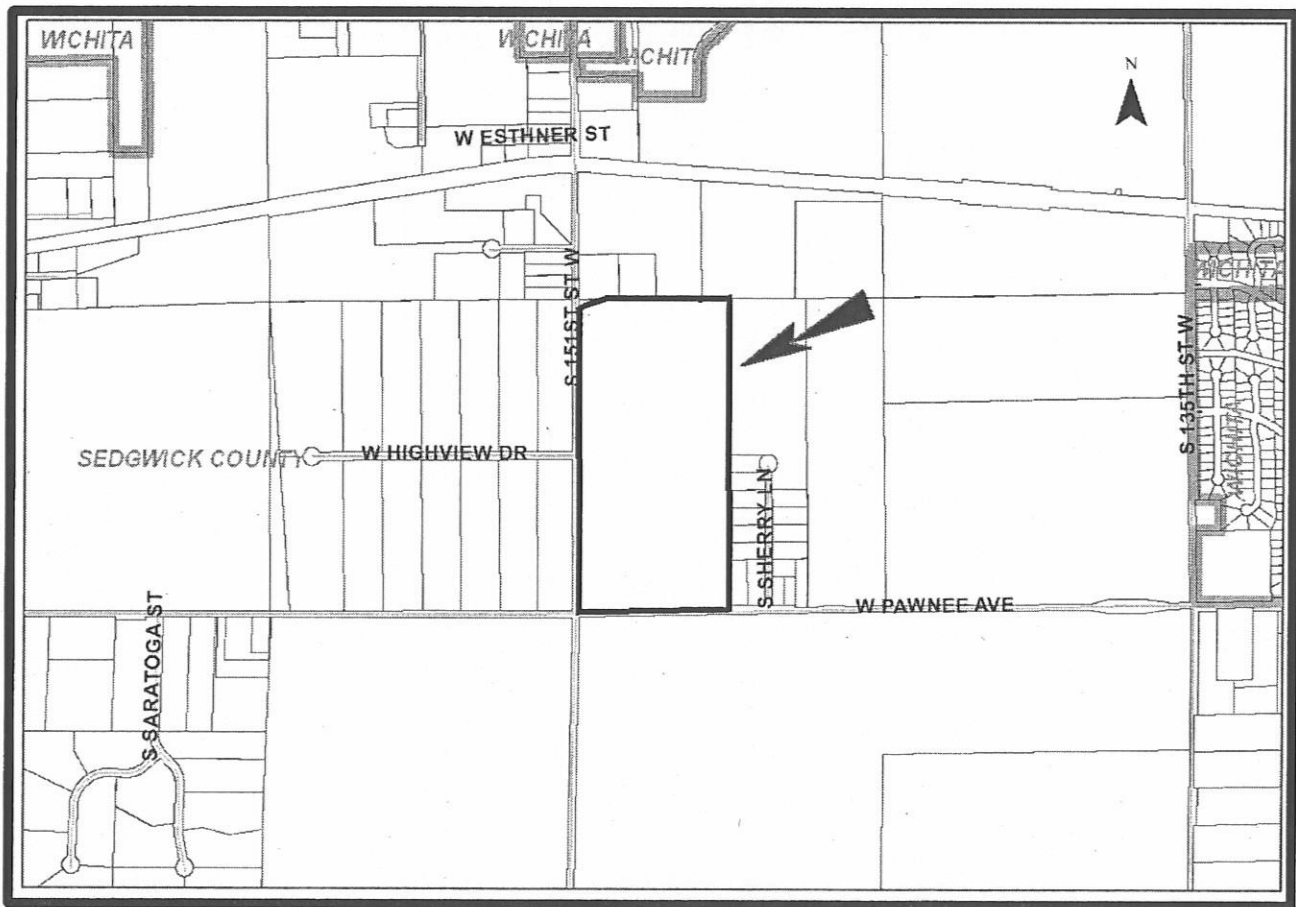 WICHITA
WICHITA
WICHITA
N
W ESTHNER ST
S 151ST ST W
WICHITA
S 135TH ST W
SEDGWICK COUNTY
W HIGHVIEW DR
WICHITA
S SHERRY LN
W PAWNEE AVE
S SARATOGA ST